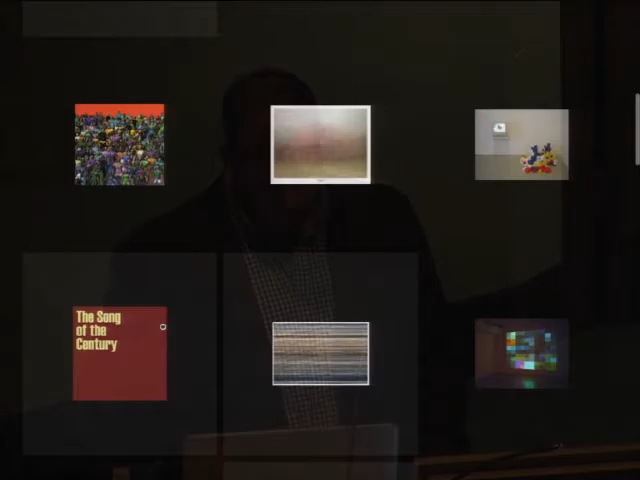 The Song
of the
Century